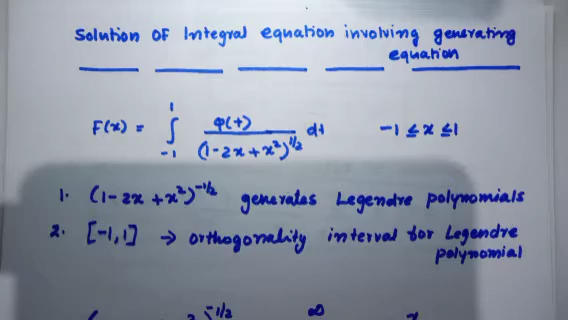 Solution OF Integral equation involving generating
equation
F(x) = ∫₋₁¹ φ(t) / (1-2x+x²)^1/2 dt   -1 ≤ x ≤ 1
1. (1-2x+x²)^-1/2 generates Legendre polynomials
2. [-1,1] → orthogonality interval for Legendre
polynomial